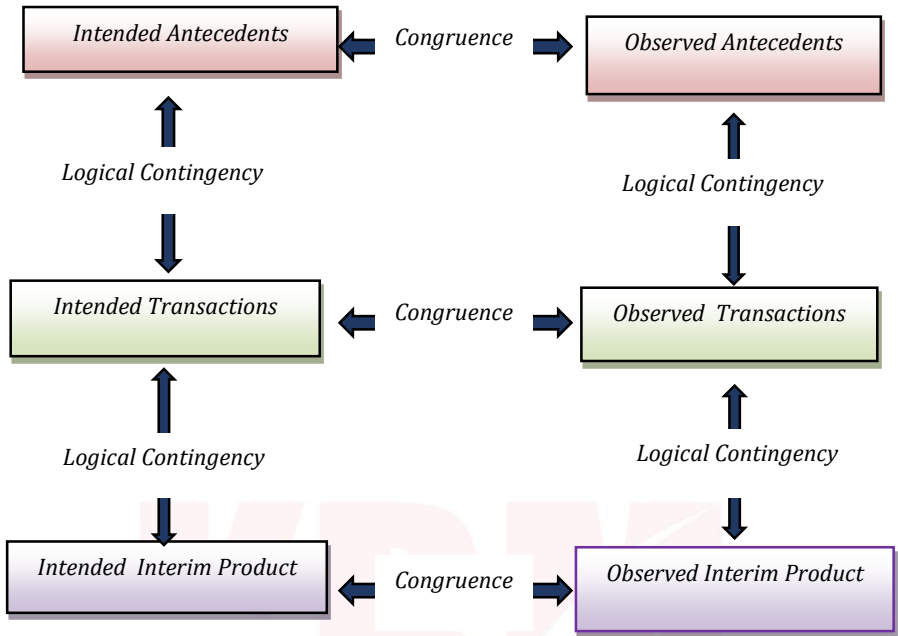 Intended Antecedents
Congruence
Observed Antecedents
Logical Contingency
Logical Contingency
Intended Transactions
Congruence
Observed Transactions
Logical Contingency
Logical Contingency
Intended Interim Product
Congruence
Observed Interim Product